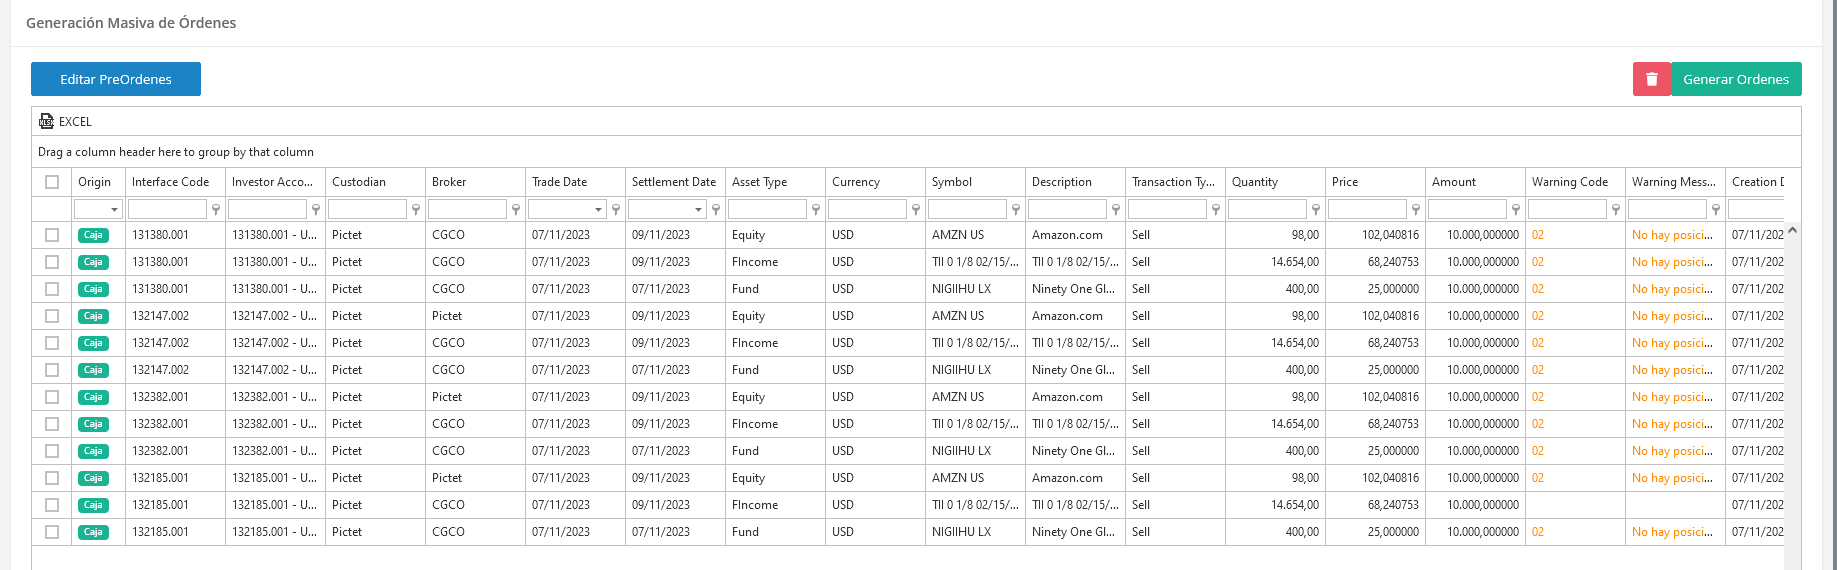 Generación Masiva de Órdenes
Editar PreOrdenes Generar Ordenes
EXCEL
Drag a column header here to group by that column
Origin Interface Code Investor Acco... Custodian Broker Trade Date Settlement Date Asset Type Currency Symbol Description Transaction Ty... Quantity Price Amount Warning Code Warning Mess... Creation D
Caja 131380.001 131380.001 - U... Pictet CGCO 07/11/2023 09/11/2023 Equity USD AMZN US Amazon.com Sell 98,00 102,040816 10.000,000000 02 No hay posici... 07/11/202
Caja 131380.001 131380.001 - U... Pictet CGCO 07/11/2023 09/11/2023 FIncome USD TII 0 1/8 02/15/... TII 0 1/8 02/15/... Sell 14.654,00 68,240753 10.000,000000 02 No hay posici... 07/11/202
Caja 131380.001 131380.001 - U... Pictet CGCO 07/11/2023 07/11/2023 Fund USD NIGIIHU LX Ninety One Gl... Sell 400,00 25,000000 10.000,000000 02 No hay posici... 07/11/202
Caja 132147.002 132147.002 - U... Pictet Pictet 07/11/2023 09/11/2023 Equity USD AMZN US Amazon.com Sell 98,00 102,040816 10.000,000000 02 No hay posici... 07/11/202
Caja 132147.002 132147.002 - U... Pictet CGCO 07/11/2023 09/11/2023 FIncome USD TII 0 1/8 02/15/... TII 0 1/8 02/15/... Sell 14.654,00 68,240753 10.000,000000 02 No hay posici... 07/11/202
Caja 132147.002 132147.002 - U... Pictet CGCO 07/11/2023 07/11/2023 Fund USD NIGIIHU LX Ninety One Gl... Sell 400,00 25,000000 10.000,000000 02 No hay posici... 07/11/202
Caja 132382.001 132382.001 - U... Pictet Pictet 07/11/2023 09/11/2023 Equity USD AMZN US Amazon.com Sell 98,00 102,040816 10.000,000000 02 No hay posici... 07/11/202
Caja 132382.001 132382.001 - U... Pictet CGCO 07/11/2023 09/11/2023 FIncome USD TII 0 1/8 02/15/... TII 0 1/8 02/15/... Sell 14.654,00 68,240753 10.000,000000 02 No hay posici... 07/11/202
Caja 132382.001 132382.001 - U... Pictet CGCO 07/11/2023 07/11/2023 Fund USD NIGIIHU LX Ninety One Gl... Sell 400,00 25,000000 10.000,000000 02 No hay posici... 07/11/202
Caja 132185.001 132185.001 - U... Pictet Pictet 07/11/2023 09/11/2023 Equity USD AMZN US Amazon.com Sell 98,00 102,040816 10.000,000000 02 No hay posici... 07/11/202
Caja 132185.001 132185.001 - U... Pictet CGCO 07/11/2023 09/11/2023 FIncome USD TII 0 1/8 02/15/... TII 0 1/8 02/15/... Sell 14.654,00 68,240753 10.000,000000 07/11/202
Caja 132185.001 132185.001 - U... Pictet CGCO 07/11/2023 07/11/2023 Fund USD NIGIIHU LX Ninety One Gl... Sell 400,00 25,000000 10.000,000000 02 No hay posici... 07/11/202